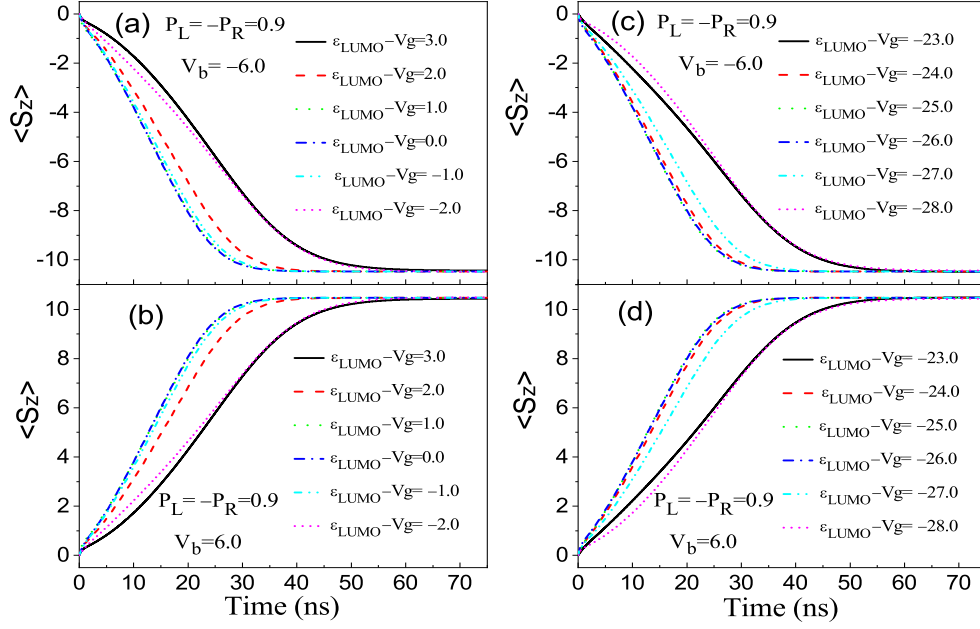 (a)
P_L = −P_R=0.9
V_b= −6.0
ε_LUMO−Vg=3.0
ε_LUMO−Vg=2.0
ε_LUMO−Vg=1.0
ε_LUMO−Vg=0.0
ε_LUMO−Vg= −1.0
ε_LUMO−Vg= −2.0
<Sz>
0
-2
-4
-6
-8
-10
(c)
P_L= −P_R=0.9
V_b= −6.0
ε_LUMO−Vg= −23.0
ε_LUMO−Vg= −24.0
ε_LUMO−Vg= −25.0
ε_LUMO−Vg= −26.0
ε_LUMO−Vg= −27.0
ε_LUMO−Vg= −28.0
<Sz>
0
-2
-4
-6
-8
-10
(b)
ε_LUMO−Vg=3.0
ε_LUMO−Vg=2.0
ε_LUMO−Vg=1.0
ε_LUMO−Vg=0.0
ε_LUMO−Vg= −1.0
ε_LUMO−Vg= −2.0
P_L= −P_R=0.9
V_b=6.0
<Sz>
10
8
6
4
2
0
0 10 20 30 40 50 60 70
Time (ns)
(d)
ε_LUMO−Vg= −23.0
ε_LUMO−Vg= −24.0
ε_LUMO−Vg= −25.0
ε_LUMO−Vg= −26.0
ε_LUMO−Vg= −27.0
ε_LUMO−Vg= −28.0
P_L= −P_R=0.9
V_b=6.0
<Sz>
10
8
6
4
2
0
0 10 20 30 40 50 60 70
Time (ns)